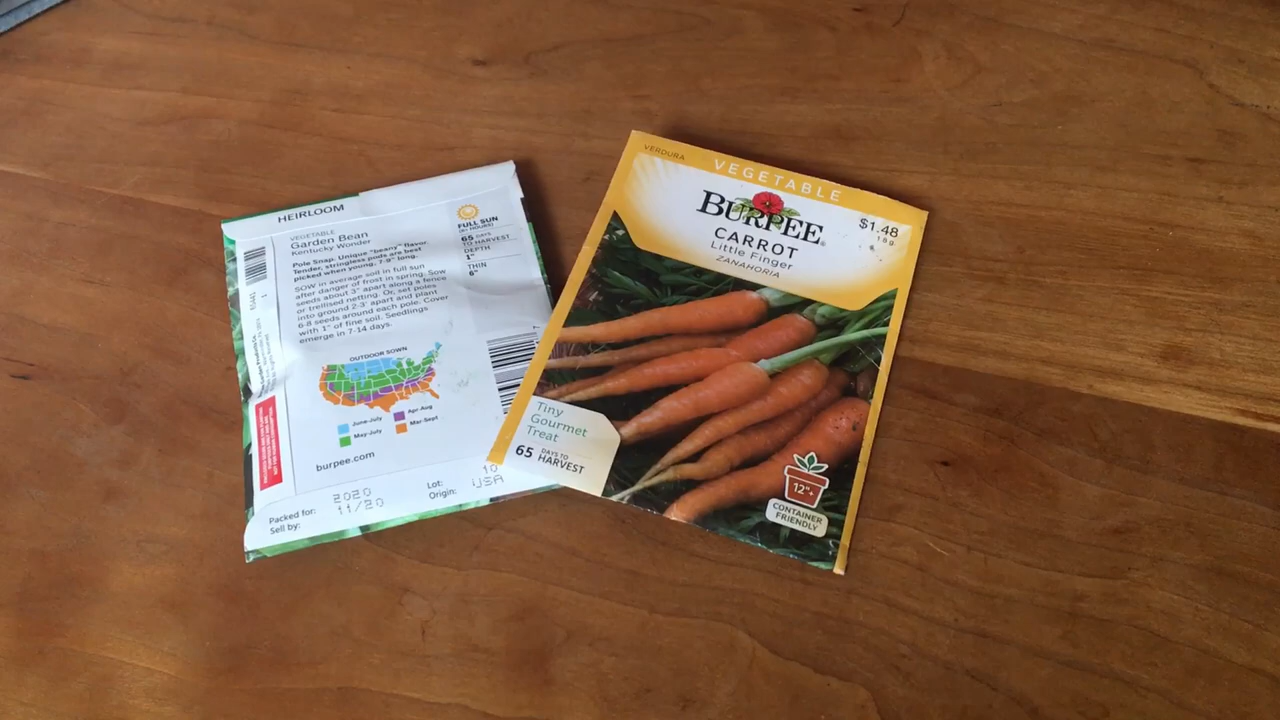 HEIRLOOM
VEGETABLE
Garden Bean
Kentucky Wonder
Pole Snap. Unique "beany" flavor.
Tender, stringless pods are best
picked when young, 7-9" long.
SOW in average soil in full sun
after danger of frost in spring. Sow
seeds about 3" apart along a fence
or trellised netting. Or, set poles
into ground 2-3' apart and plant
6-8 seeds around each pole. Cover
with 1" of fine soil. Seedlings
emerge in 7-14 days.
FULL SUN
65 DAYS
TO HARVEST
DEPTH
1"
THIN
6"
OUTDOOR SOWN
June-July
Apr-Aug
May-July
Mar-Sept
burpee.com
Packed for: 2020
Sell by: 11/20
Lot: 10
Origin: USA
VERDURA
VEGETABLE
BURPEE
$1.48
CARROT
Little Finger
ZANAHORIA
Tiny
Gourmet
Treat
65 DAYS TO
HARVEST
12"+
CONTAINER
FRIENDLY